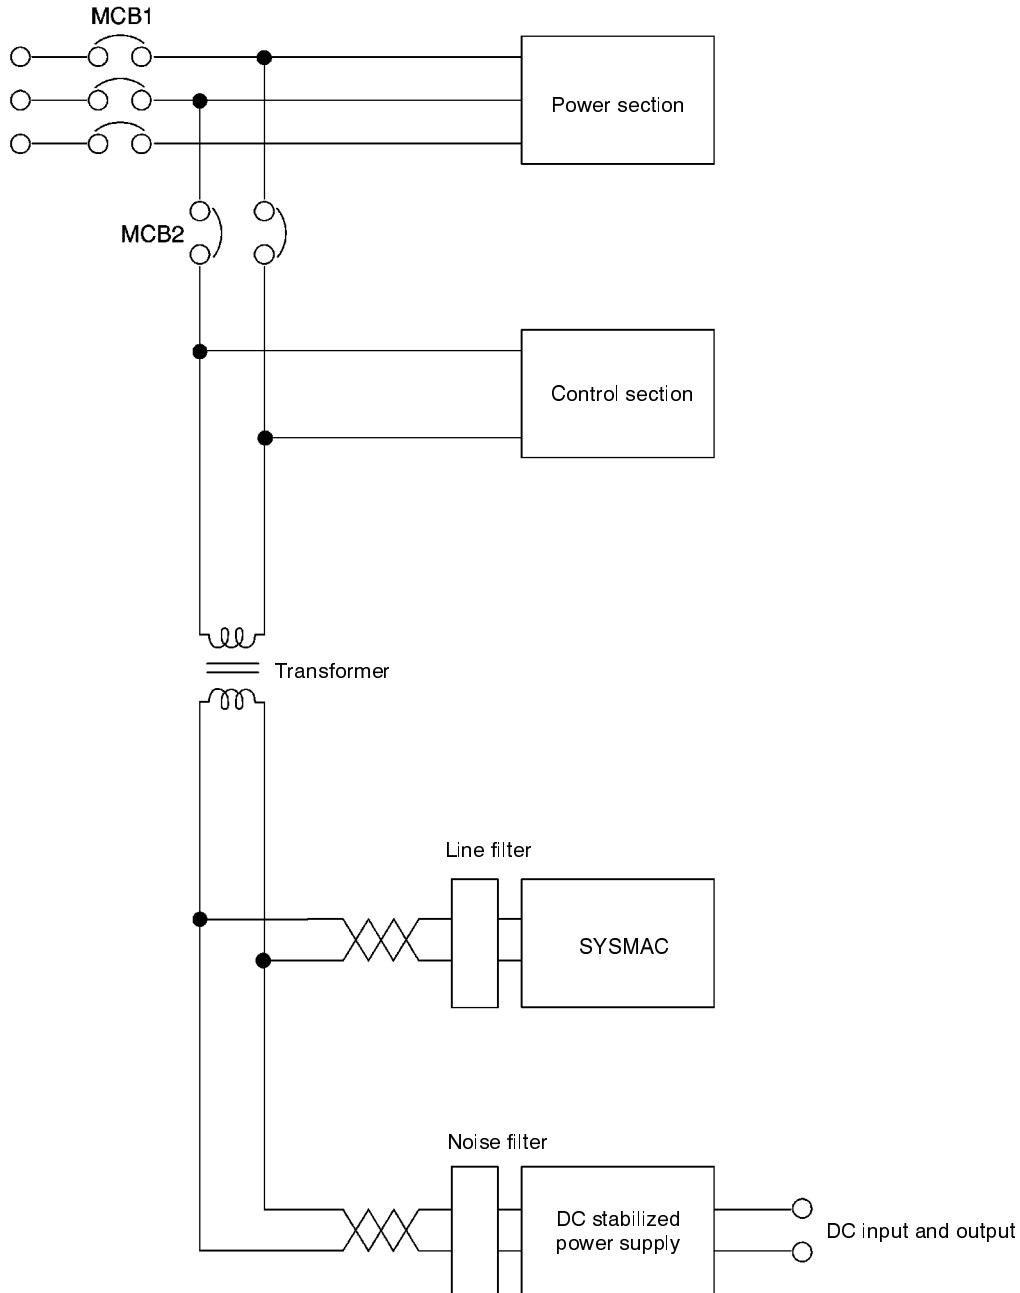 MCB1
Power section
MCB2
Control section
Transformer
Line filter
SYSMAC
Noise filter
DC stabilized
power supply
DC input and output